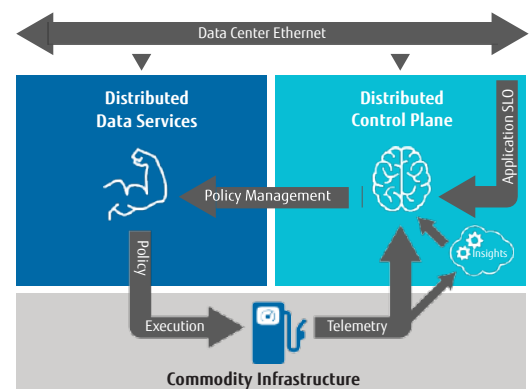 Data Center Ethernet
Distributed
Data Services
Distributed
Control Plane
Application SLO
Policy Management
Insights
Policy
Execution
Telemetry
Commodity Infrastructure